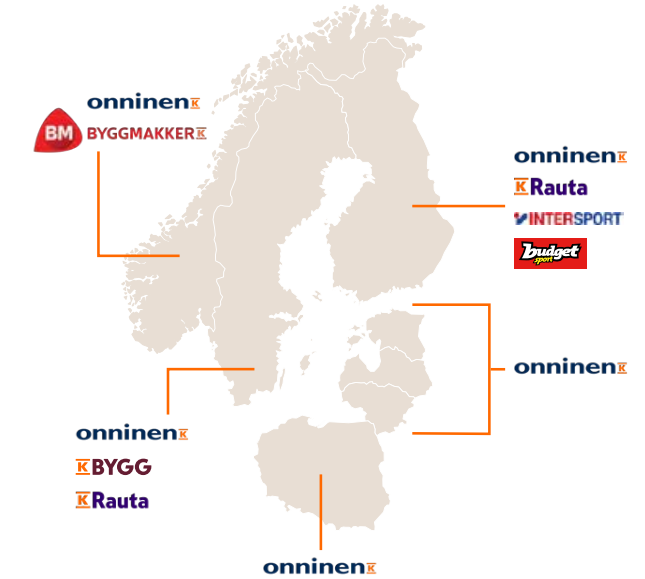 onninen K
BM BYGGMAKKER K
onninen K
K Rauta
INTERSPORT
budget
sport
onninen K
onninen K
K BYGG
K Rauta
onninen K